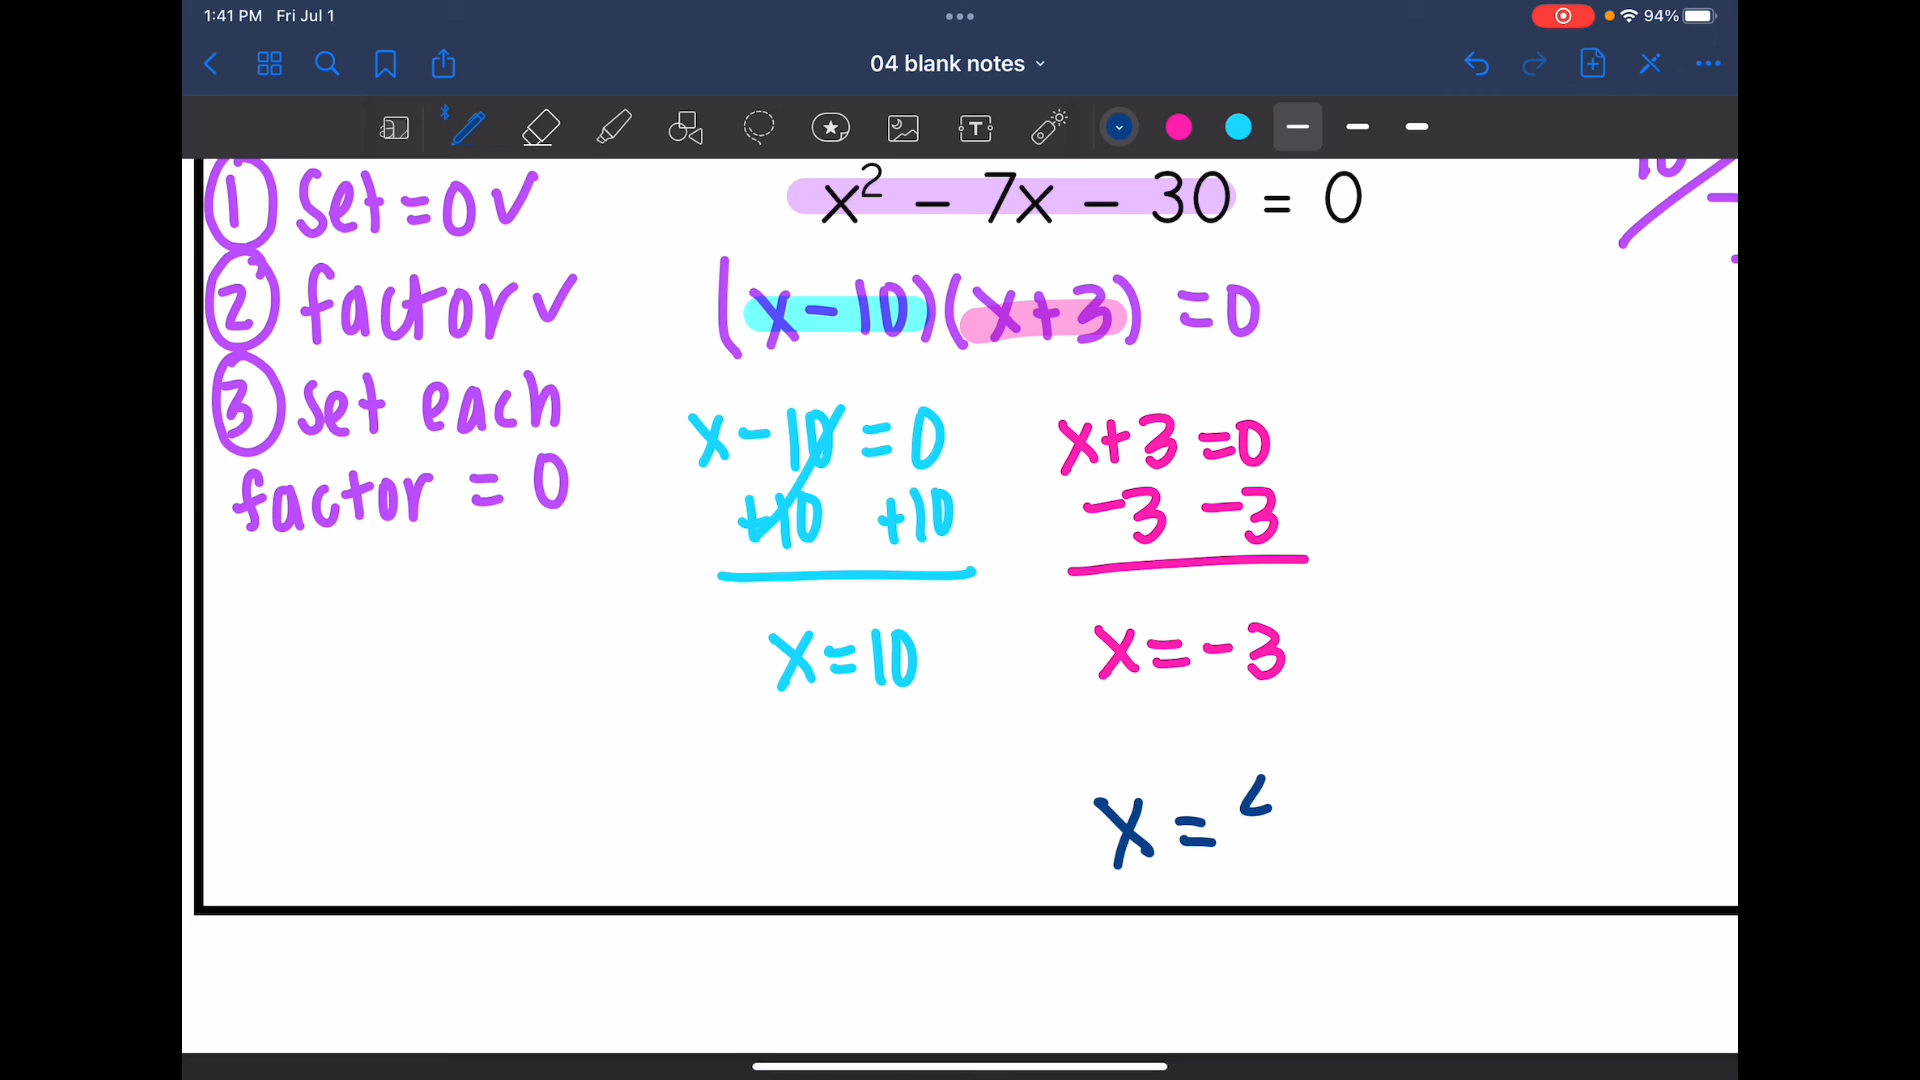 1:41 PM Fri Jul 1
94%
04 blank notes
T
① Set = 0 ✓
② factor ✓
③ set each
factor = 0
x² − 7x − 30 = 0
(x − 10)(x + 3) = 0
x − 10 = 0
+10 +10
x = 10
x + 3 = 0
−3 −3
x = −3
x =
10